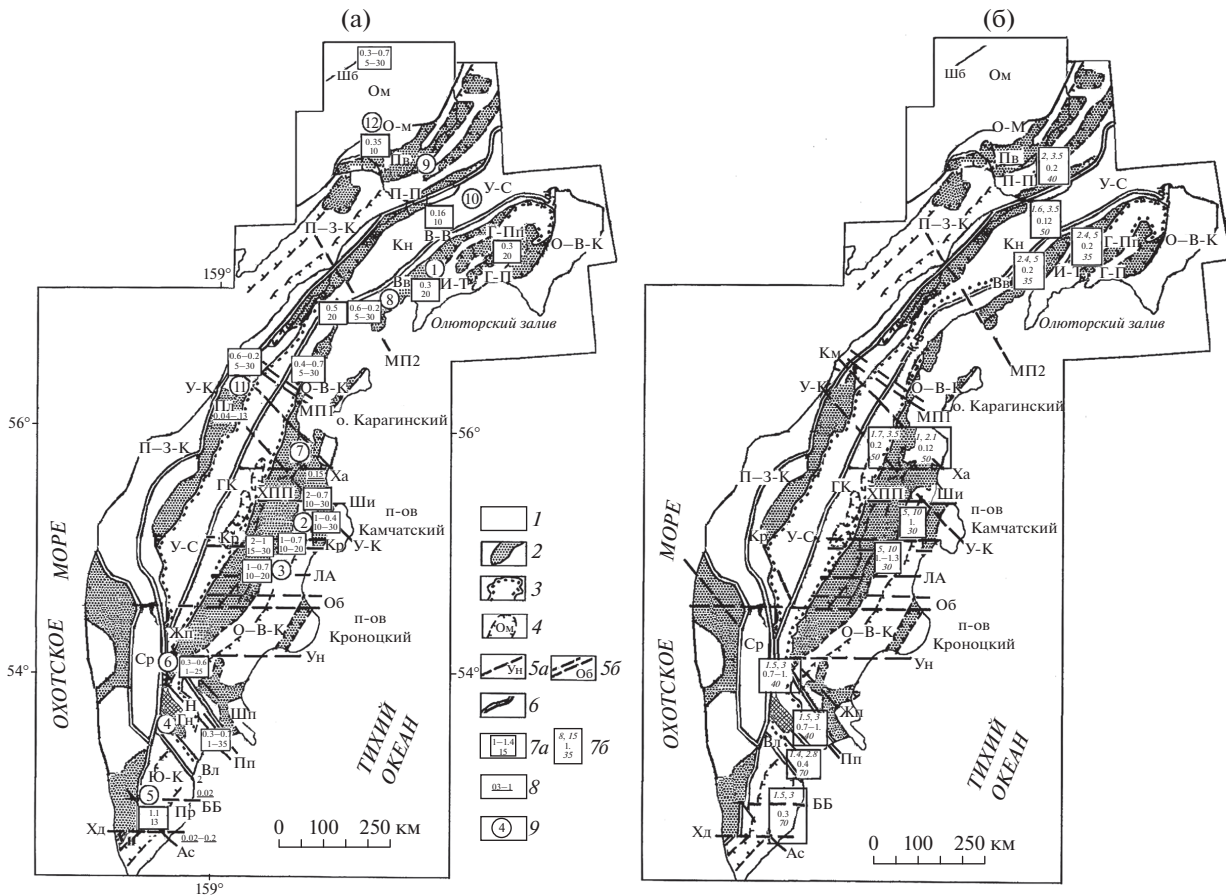 (а)
0.3–0.7
5-30
Шб
Ом
12
О-м
0.35
10
Пв
9
П-П
У-С
10
0.16
10
П–З-К
В-В
Г-Пп
Кн
0.3
20
О–В-К
159°
1
Вв
0.3
20
И-Т
Г-П
8
0.5
20
0.6–0.2
5-30
Олюторский залив
МП2
0.6–0.2
5-30
0.4–0.7
5-30
11
У-К
О-В-К
Пл
0.04–.13
МП1
о. Карагинский
56°
П–З-К
7
0.15
Ха
ГК
ХПП
2–0.7
10–30
Ши
п-ов
Камчатский
2
1–0.4
10–30
Кр
Кр
У-К
У-С
2–1
15–30
1–0.7
10–20
1–0.7
10–20
3
ЛА
Об
п-ов
Кроноцкий
Жп
О–В-К
Ун
54°
Ср
6
0.3–0.6
1–25
Н
4
Гн
Шп
Пп
Вл
2
Ю-К
0.02
5
ББ
Пр
1.1
13
Хд
0.02–0.2
Ас
ОХОТСКОЕ МОРЕ
ТИХИЙ
ОКЕАН
0 100 250 км
159°
1
2
3
Ом 4
Ун 5а Об 5б
6
1–1.4
15
7а
8, 15
1.
35
7б
03–1 8
4 9
(б)
Шб
Ом
О-М
Пв
2, 3.5
0.2
40
П-П
У-С
1.6, 3.5
0.12
50
П–З-К
Кн
2.4, 5
0.2
35
Г-Пп
О–В-К
2.4, 5
0.2
35
И-Т
Г-П
Вв
Олюторский залив
МП2
Км
К-В
У-К
О–В-К
МП1
о. Карагинский
56°
1.7, 3.5
0.2
50
1, 2.1
0.12
50
П–З-К
Ха
ГК
ХПП
Ши
п-ов
Камчатский
5, 10
1.
30
Кр
У-С
У-К
5, 10
1.–1.3
30
ЛА
Об
п-ов
Кроноцкий
О–В-К
Ср
Ун
54°
1.5, 3
0.7–1.
40
Жп
1.5, 3
0.7–1.
40
Пп
Вл
1.4, 2.8
0.4
70
1.5, 3
0.3
70
ББ
Хд
Ас
ОХОТСКОЕ МОРЕ
ТИХИЙ
ОКЕАН
0 100 250 км